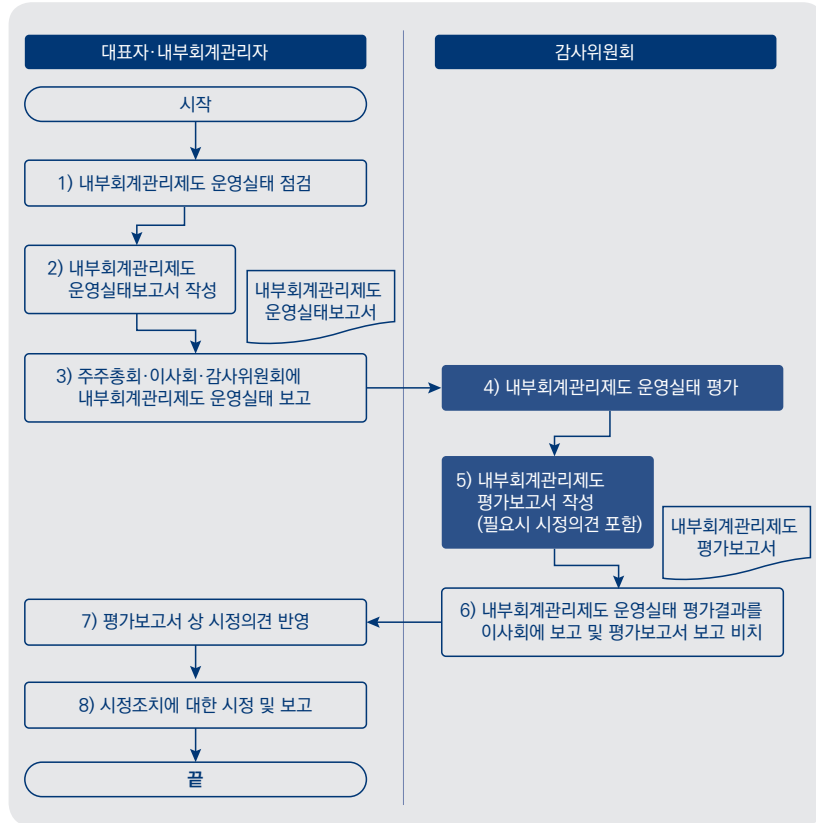 대표자·내부회계관리자
감사위원회
시작
1) 내부회계관리제도 운영실태 점검
2) 내부회계관리제도
운영실태보고서 작성
내부회계관리제도
운영실태보고서
3) 주주총회·이사회·감사위원회에
내부회계관리제도 운영실태 보고
4) 내부회계관리제도 운영실태 평가
5) 내부회계관리제도
평가보고서 작성
(필요시 시정의견 포함)
내부회계관리제도
평가보고서
6) 내부회계관리제도 운영실태 평가결과를
이사회에 보고 및 평가보고서 보고 비치
7) 평가보고서 상 시정의견 반영
8) 시정조치에 대한 시정 및 보고
끝